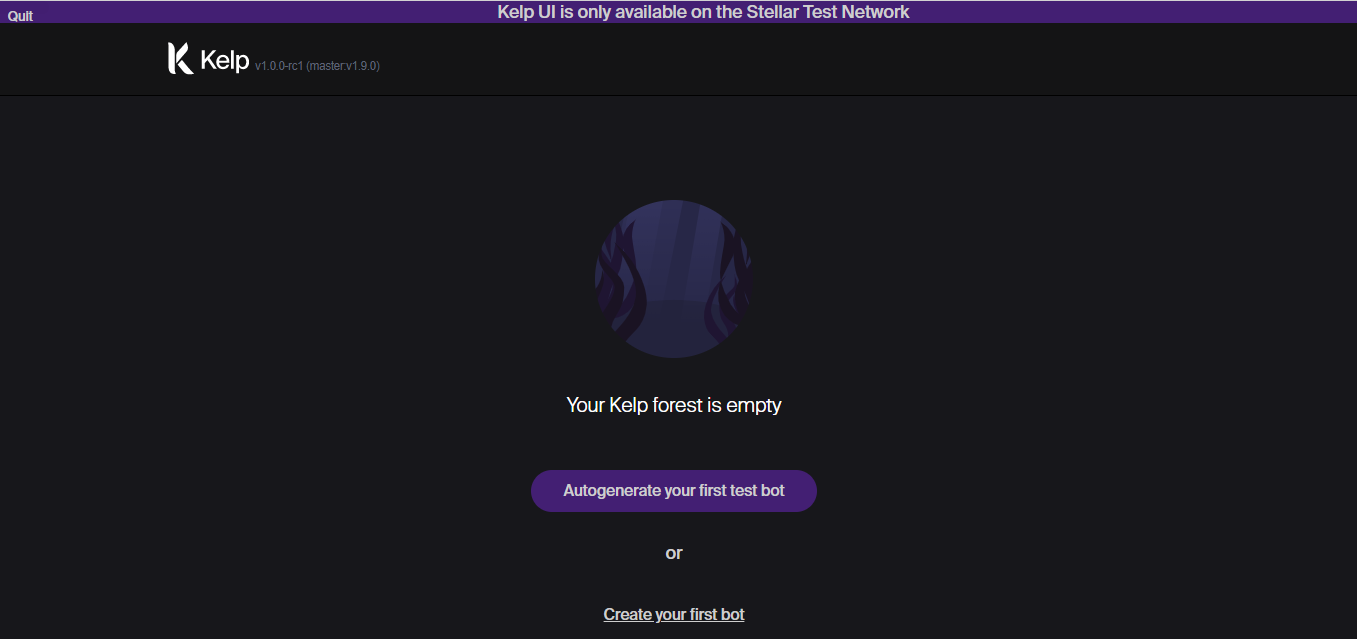 Quit
Kelp UI is only available on the Stellar Test Network
Kelp v1.0.0-rc1 (master:v1.9.0)
Your Kelp forest is empty
Autogenerate your first test bot
or
Create your first bot